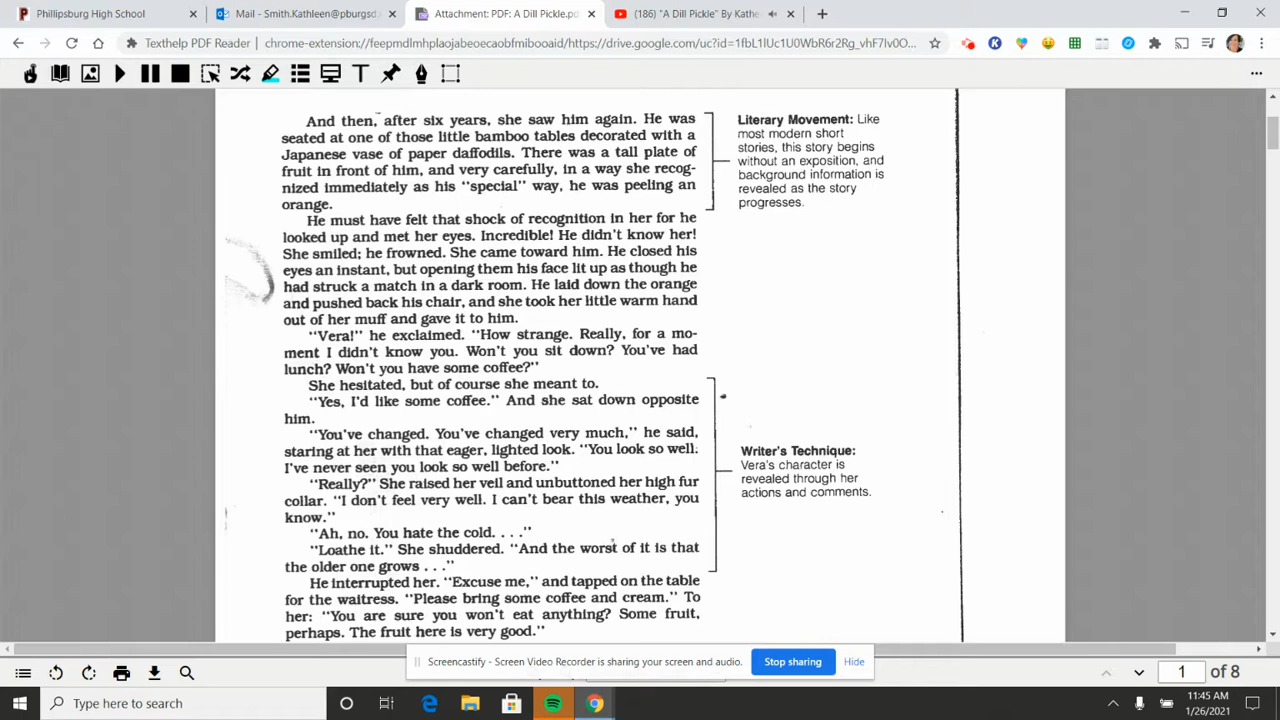 Phillipsburg High School
Mail - Smith.Kathleen@pburgsd.
Attachment: PDF: A Dill Pickle.pd
(186) "A Dill Pickle" By Kathe
Texthelp PDF Reader | chrome-extension://feepmdlmhplaojabeoecaobfmibooaid/https://drive.google.com/uc?id=1fbL1lUc1U0WbR6r2Rg_vhF7Iv0O...
And then, after six years, she saw him again. He was
seated at one of those little bamboo tables decorated with a
Japanese vase of paper daffodils. There was a tall plate of
fruit in front of him, and very carefully, in a way she recog-
nized immediately as his "special" way, he was peeling an
orange.
He must have felt that shock of recognition in her for he
looked up and met her eyes. Incredible! He didn't know her!
She smiled; he frowned. She came toward him. He closed his
eyes an instant, but opening them his face lit up as though he
had struck a match in a dark room. He laid down the orange
and pushed back his chair, and she took her little warm hand
out of her muff and gave it to him.
"Vera!" he exclaimed. "How strange. Really, for a mo-
ment I didn't know you. Won't you sit down? You've had
lunch? Won't you have some coffee?"
She hesitated, but of course she meant to.
"Yes, I'd like some coffee." And she sat down opposite
him.
"You've changed. You've changed very much," he said,
staring at her with that eager, lighted look. "You look so well.
I've never seen you look so well before."
"Really?" She raised her veil and unbuttoned her high fur
collar. "I don't feel very well. I can't bear this weather, you
know."
"Ah, no. You hate the cold. . . ."
"Loathe it." She shuddered. "And the worst of it is that
the older one grows . . ."
He interrupted her. "Excuse me," and tapped on the table
for the waitress. "Please bring some coffee and cream." To
her: "You are sure you won't eat anything? Some fruit,
perhaps. The fruit here is very good."
Literary Movement: Like
most modern short
stories, this story begins
without an exposition, and
background information is
revealed as the story
progresses.
Writer's Technique:
Vera's character is
revealed through her
actions and comments.
Screencastify - Screen Video Recorder is sharing your screen and audio.
Stop sharing
Hide
1 of 8
Type here to search
11:45 AM
1/26/2021